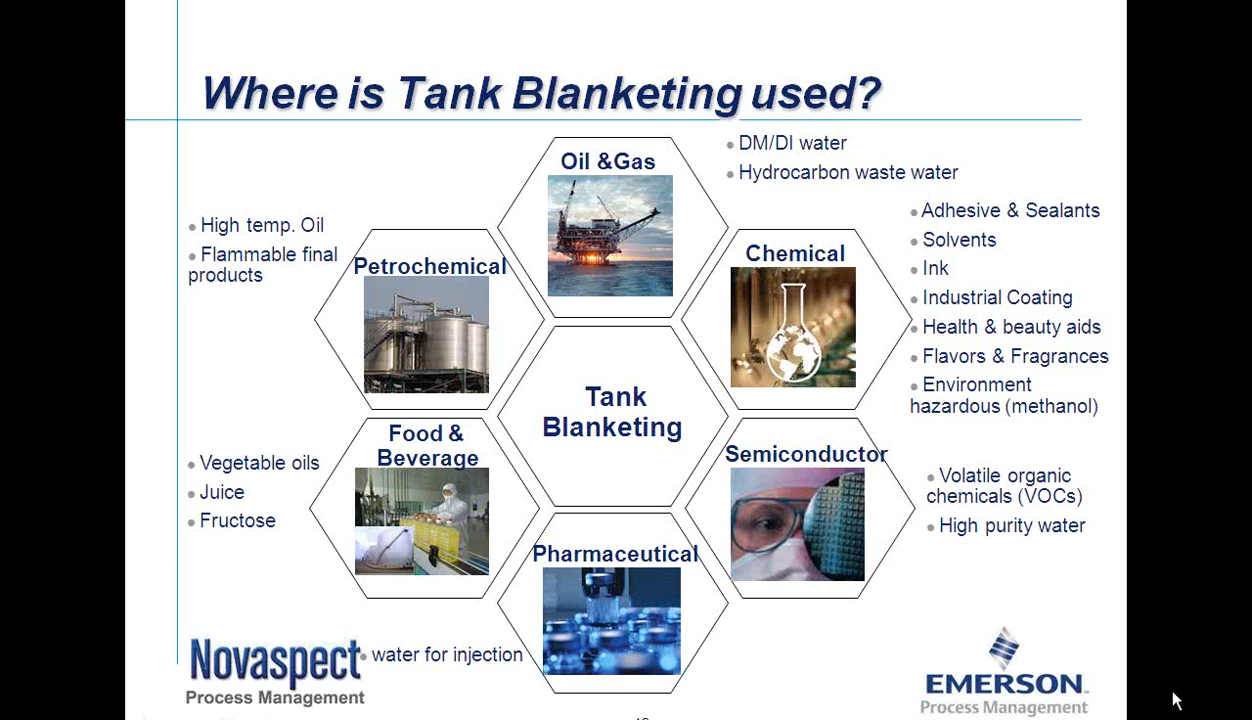 Where is Tank Blanketing used?
Oil &Gas
• DM/DI water
• Hydrocarbon waste water
Petrochemical
• High temp. Oil
• Flammable final
products
Chemical
• Adhesive & Sealants
• Solvents
• Ink
• Industrial Coating
• Health & beauty aids
• Flavors & Fragrances
• Environment
hazardous (methanol)
Tank
Blanketing
Food &
Beverage
• Vegetable oils
• Juice
• Fructose
Semiconductor
• Volatile organic
chemicals (VOCs)
• High purity water
Pharmaceutical
• water for injection
Novaspect
Process Management
EMERSON
Process Management